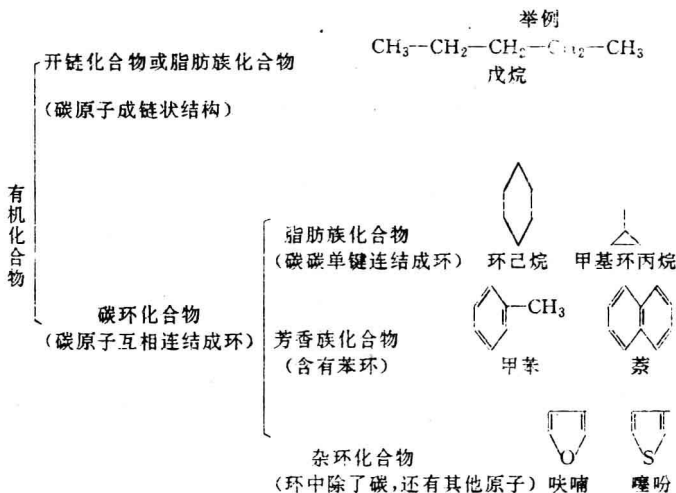 举例
CH₃—CH₂—CH₂—CH₂—CH₃
戊烷
开链化合物或脂肪族化合物
(碳原子成链状结构)
有机化合物
碳环化合物
(碳原子互相连结成环)
脂肪族化合物
(碳碳单键连结成环)
环己烷
甲基环丙烷
芳香族化合物
(含有苯环)
CH₃
甲苯
萘
杂环化合物
(环中除了碳,还有其他原子)
O
呋喃
S
噻吩